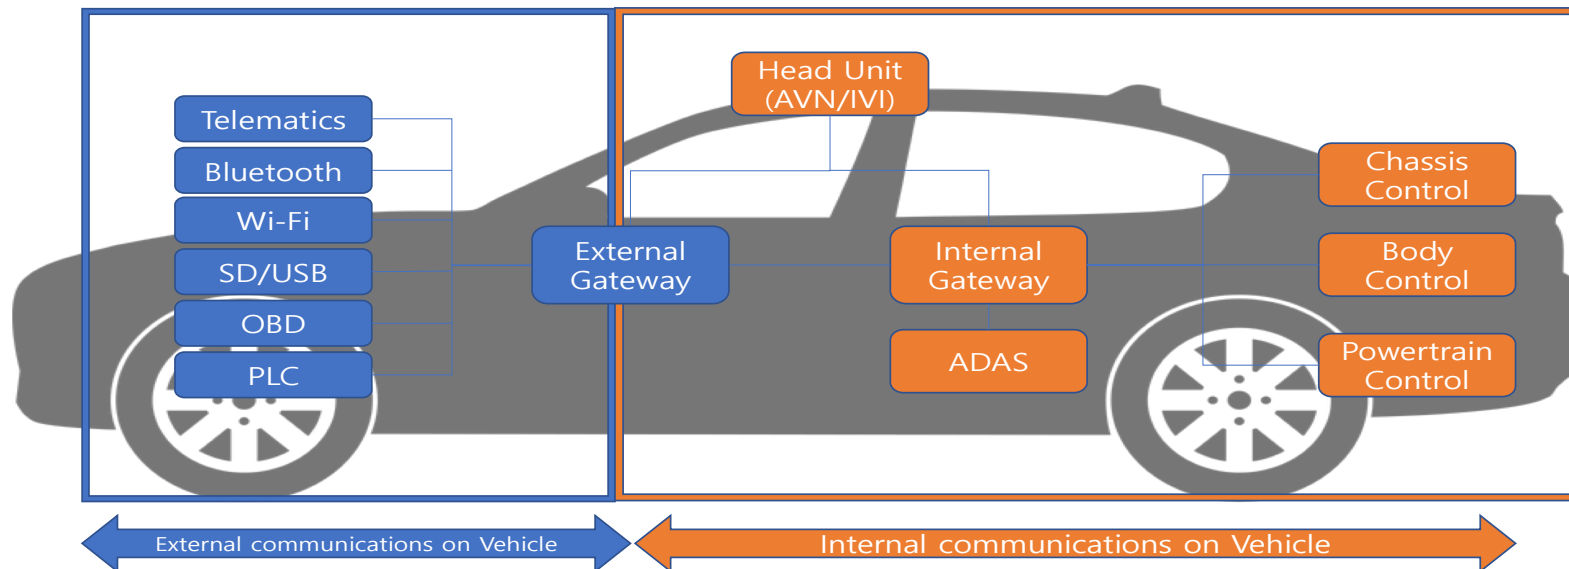 Head Unit
(AVN/IVI)
Telematics
Bluetooth
Wi-Fi
SD/USB
OBD
PLC
External
Gateway
Internal
Gateway
ADAS
Chassis
Control
Body
Control
Powertrain
Control
External communications on Vehicle
Internal communications on Vehicle